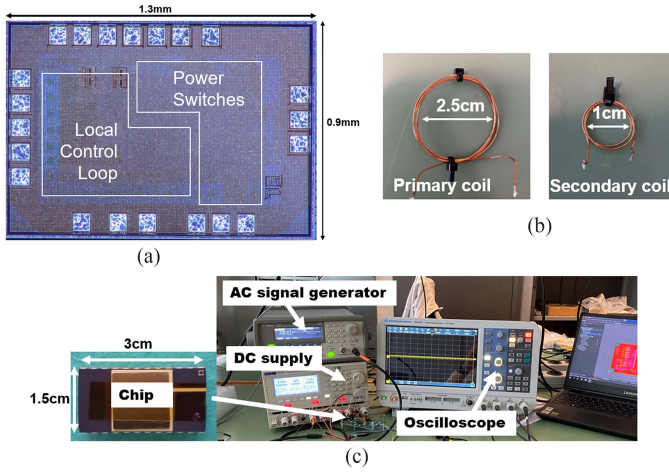 1.3mm
Power
Switches
Local
Control
Loop
0.9mm
(a)
2.5cm
1cm
Primary coil
Secondary coil
(b)
AC signal generator
DC supply
3cm
1.5cm
Chip
Oscilloscope
(c)